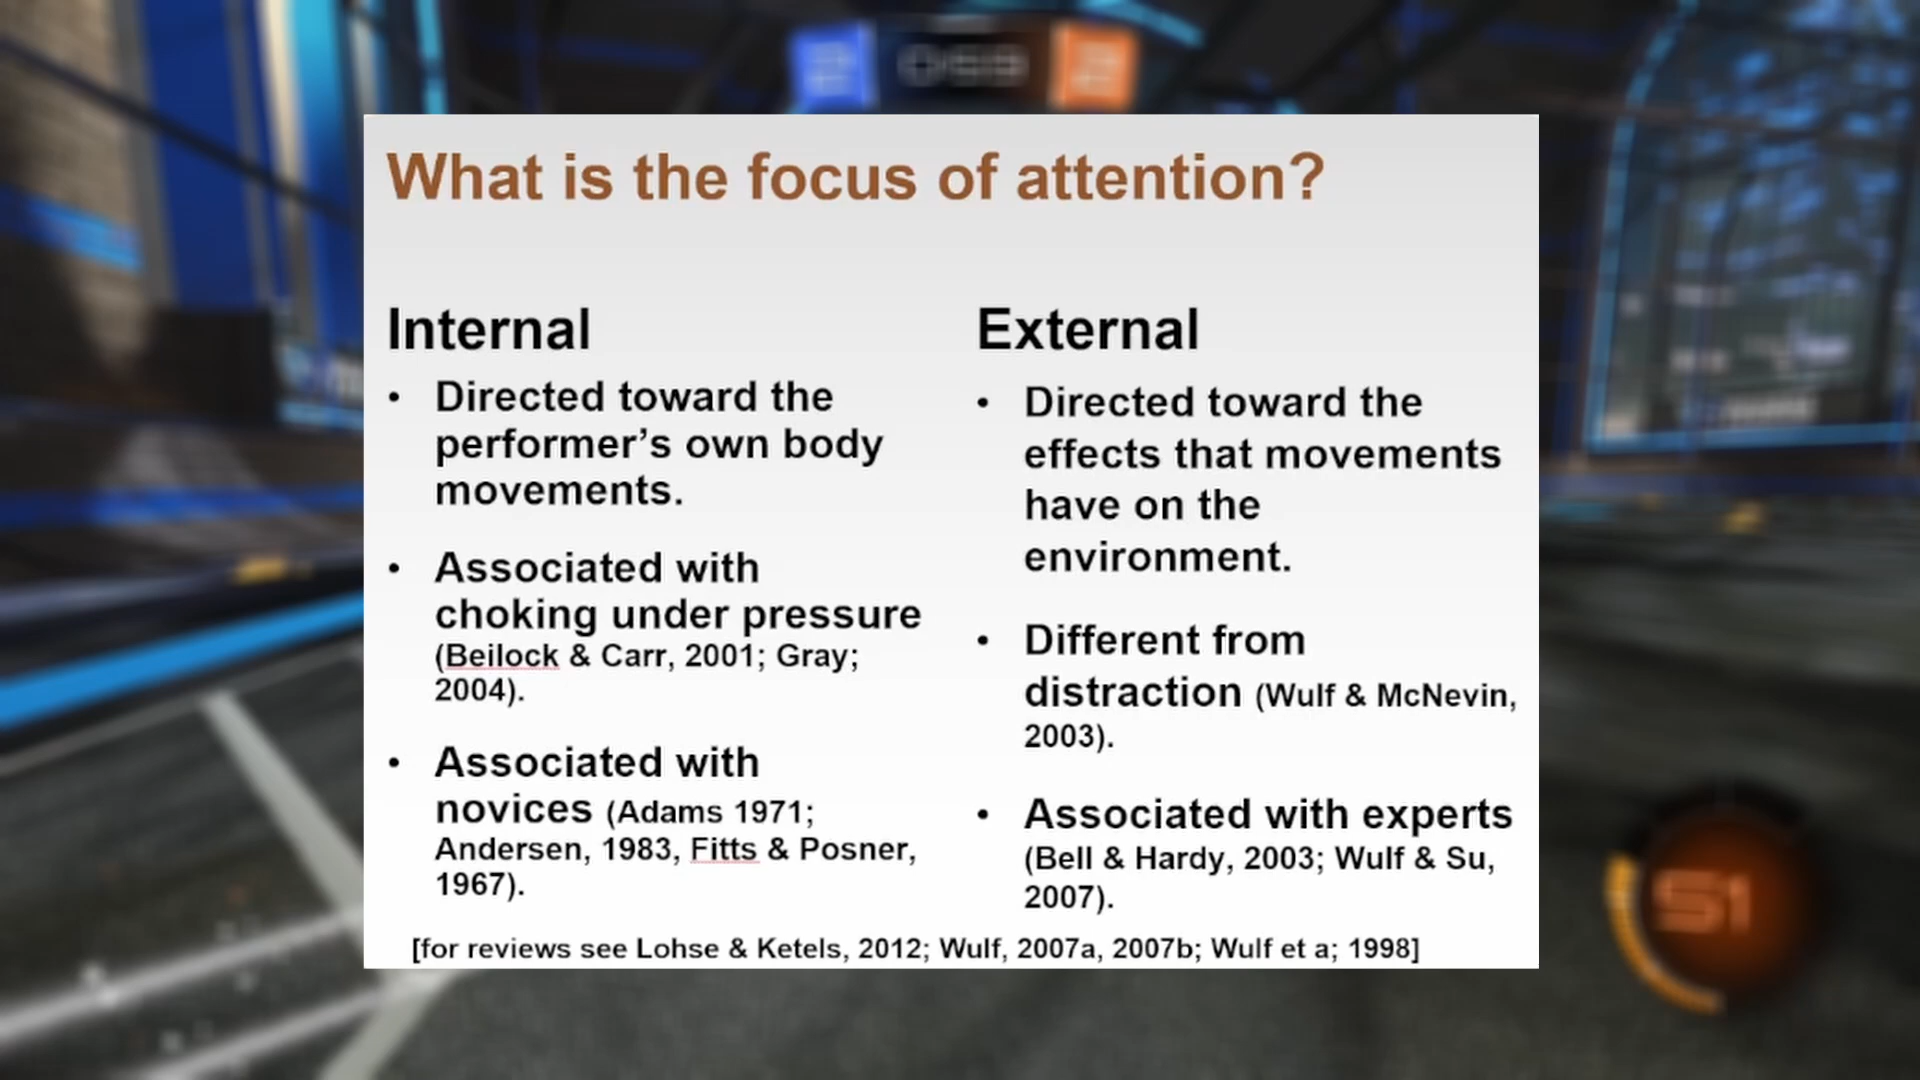 What is the focus of attention?
Internal
• Directed toward the
performer’s own body
movements.
• Associated with
choking under pressure
(Beilock & Carr, 2001; Gray;
2004).
• Associated with
novices (Adams 1971;
Andersen, 1983, Fitts & Posner,
1967).
External
• Directed toward the
effects that movements
have on the
environment.
• Different from
distraction (Wulf & McNevin,
2003).
• Associated with experts
(Bell & Hardy, 2003; Wulf & Su,
2007).
[for reviews see Lohse & Ketels, 2012; Wulf, 2007a, 2007b; Wulf et a; 1998]
51